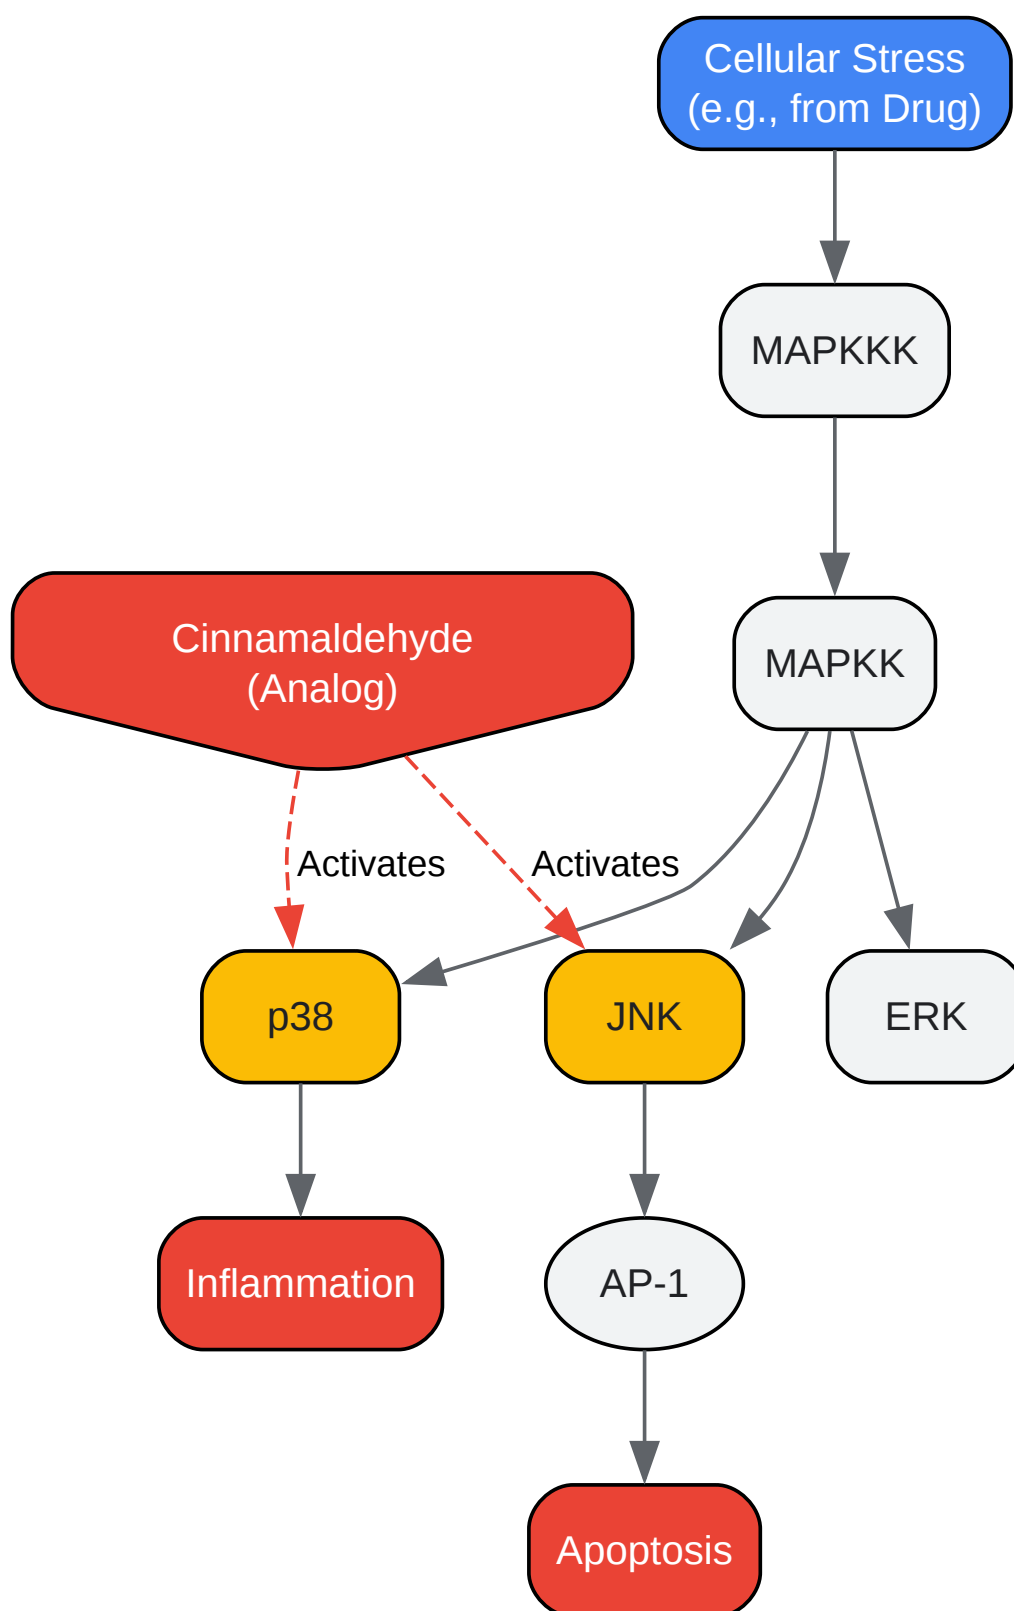 Cellular Stress
(e.g., from Drug)
MAPKKK
Cinnamaldehyde
(Analog)
MAPKK
Activates
Activates
p38
JNK
ERK
Inflammation
AP-1
Apoptosis